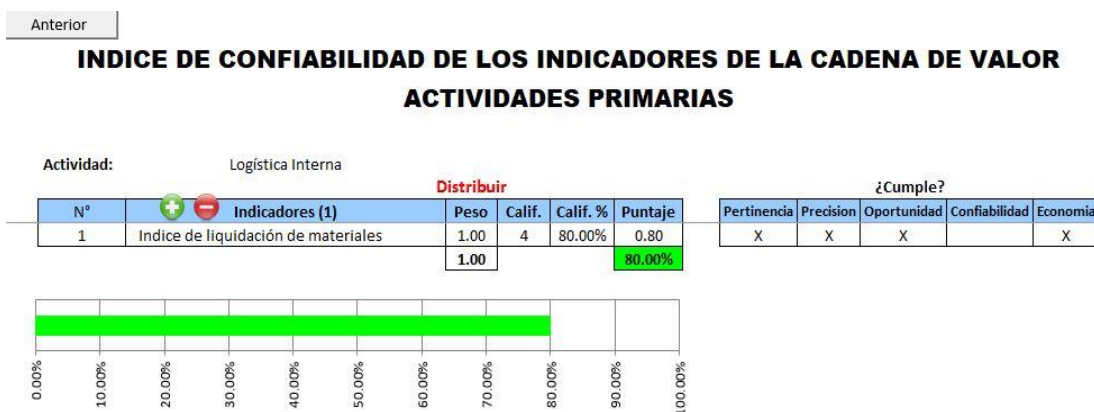 Anterior
INDICE DE CONFIABILIDAD DE LOS INDICADORES DE LA CADENA DE VALOR
ACTIVIDADES PRIMARIAS
Actividad: Logística Interna
Distribuir ¿Cumple?
N° Indicadores (1) Peso Calif. Calif. % Puntaje Pertinencia Precision Oportunidad Confiabilidad Economia
1 Indice de liquidación de materiales 1.00 4 80.00% 0.80 X X X X
1.00 80.00%
0.00% 10.00% 20.00% 30.00% 40.00% 50.00% 60.00% 70.00% 80.00% 90.00% 100.00%